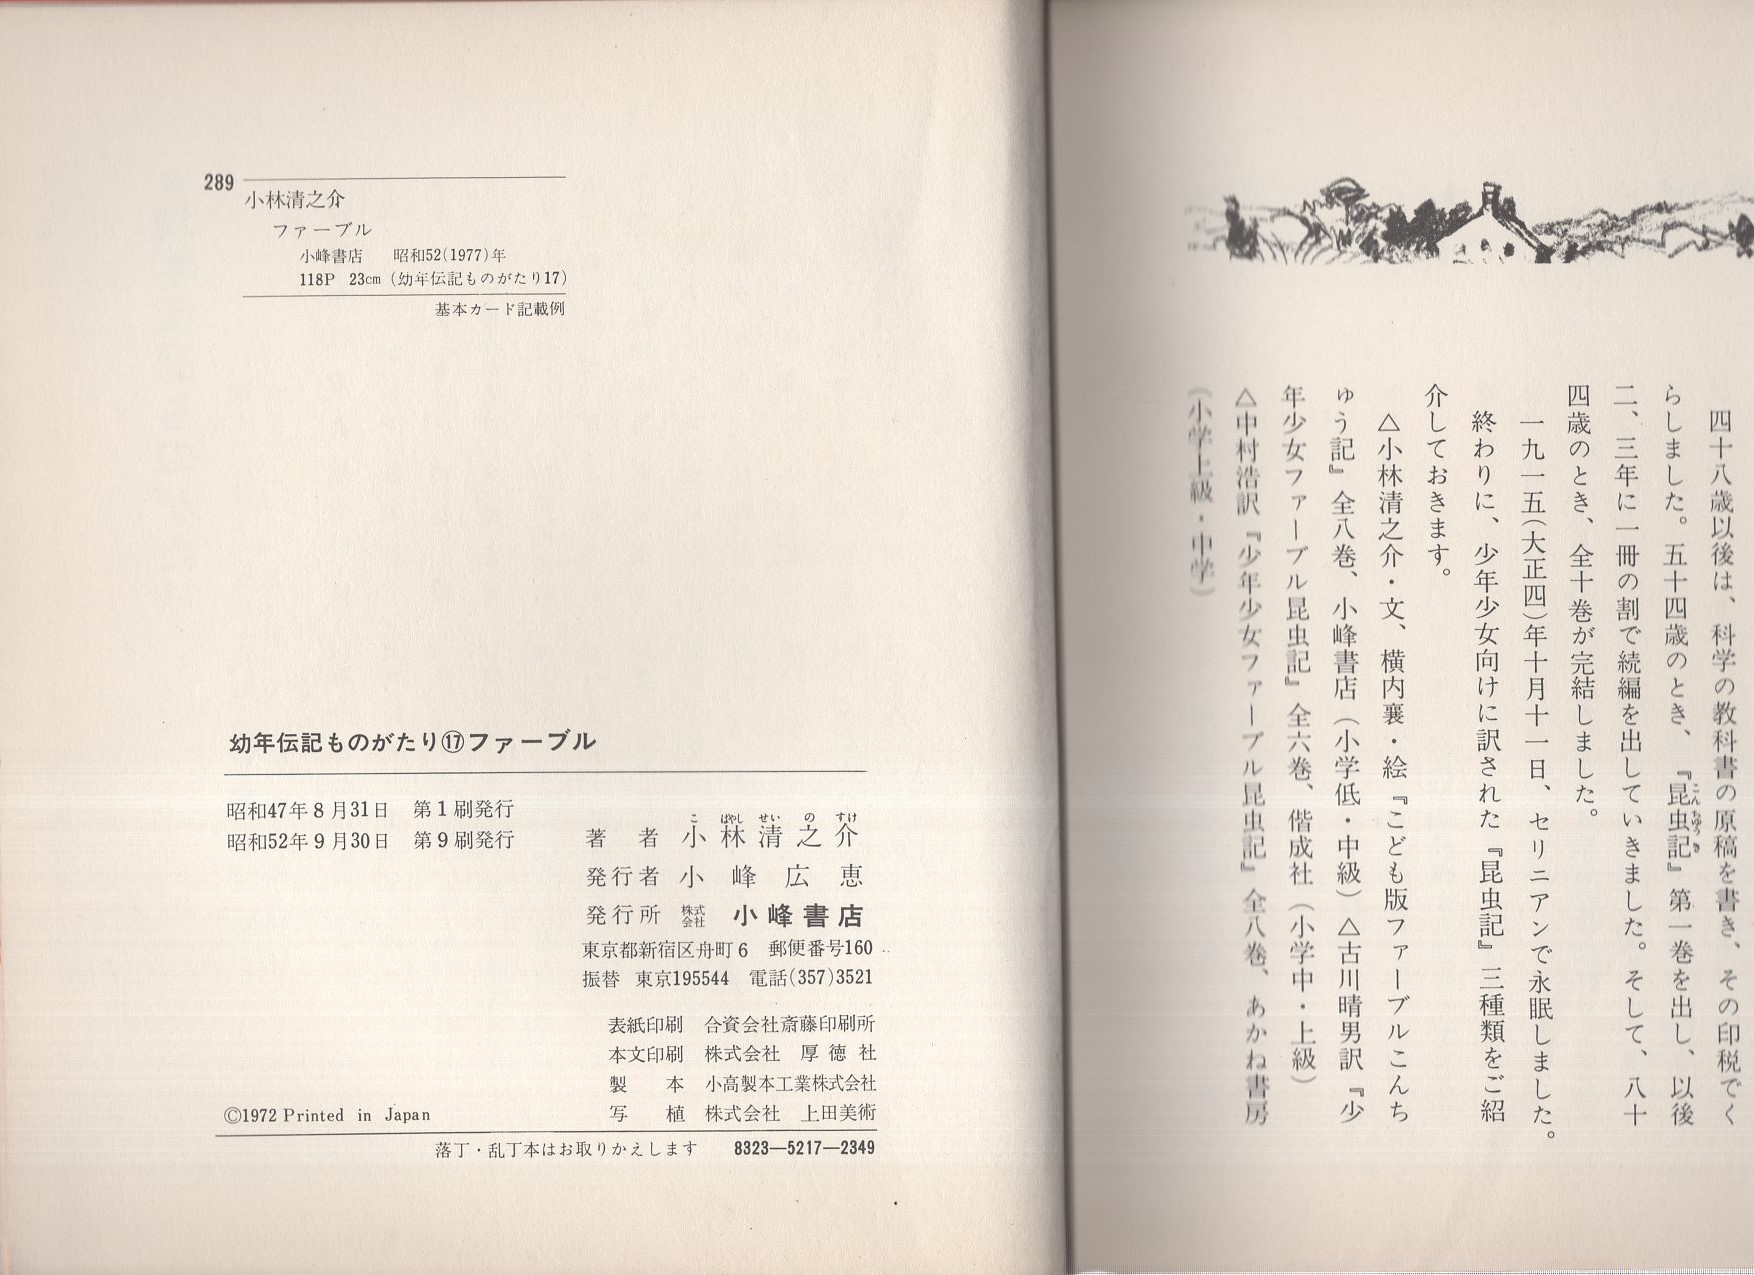 289
小林清之介
ファーブル
小峰書店 昭和52(1977)年
118P 23cm (幼年伝記ものがたり17)
基本カード記載例
幼年伝記ものがたり⑰ファーブル
昭和47年8月31日 第1刷発行
昭和52年9月30日 第9刷発行
こ ばやし せい の すけ
著者 小林清之介
発行者 小峰広恵
発行所 株式会社 小峰書店
東京都新宿区舟町6 郵便番号160
振替 東京195544 電話(357)3521
表紙印刷 合資会社斎藤印刷所
本文印刷 株式会社 厚徳社
製本 小高製本工業株式会社
写植 株式会社 上田美術
©1972 Printed in Japan
落丁・乱丁本はお取りかえします 8323―5217―2349
四十八歳以後は、科学の教科書の原稿を書き、その印税でく
らしました。五十四歳のとき、『昆虫記』第一巻を出し、以後
こんちゅうき
二、三年に一冊の割で続編を出していきました。そして、八十
四歳のとき、全十巻が完結しました。
一九一五(大正四)年十月十一日、セリニアンで永眠しました。
終わりに、少年少女向けに訳された『昆虫記』三種類をご紹
介しておきます。
△小林清之介・文、横内襄・絵『こども版ファーブルこんち
ゅう記』全八巻、小峰書店(小学低・中級)△古川晴男訳『少
年少女ファーブル昆虫記』全六巻、偕成社(小学中・上級)
△中村浩訳『少年少女ファーブル昆虫記』全八巻、あかね書房
(小学上級・中学)